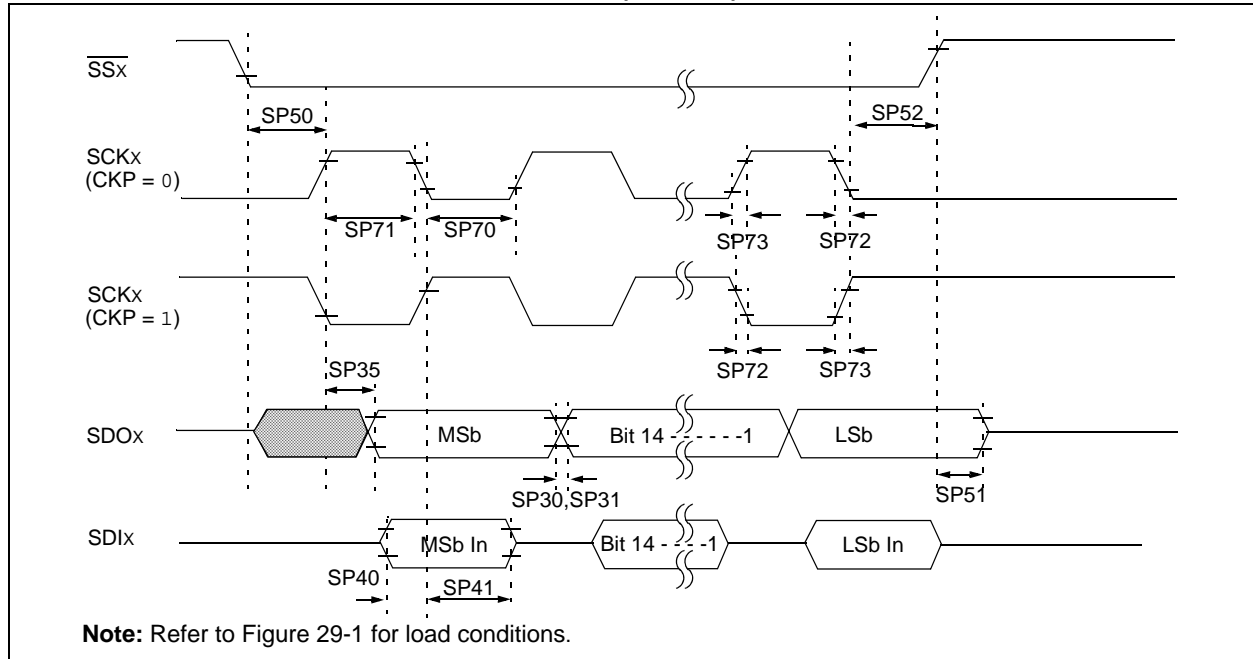 SSX
SP50
SP52
SCKX
(CKP = 0)
SP71
SP70
SP73
SP72
SCKX
(CKP = 1)
SP35
SP72
SP73
SDOX
MSb
Bit 14 - - - - - -1
LSb
SP30,SP31
SP51
SDIX
MSb In
Bit 14 - - - -1
LSb In
SP40
SP41
Note: Refer to Figure 29-1 for load conditions.